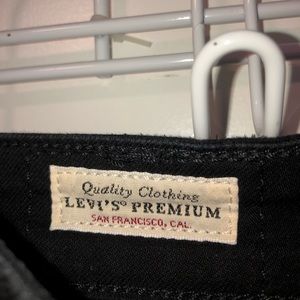 Quality Clothing
LEVI'S® PREMIUM
SAN FRANCISCO, CAL.